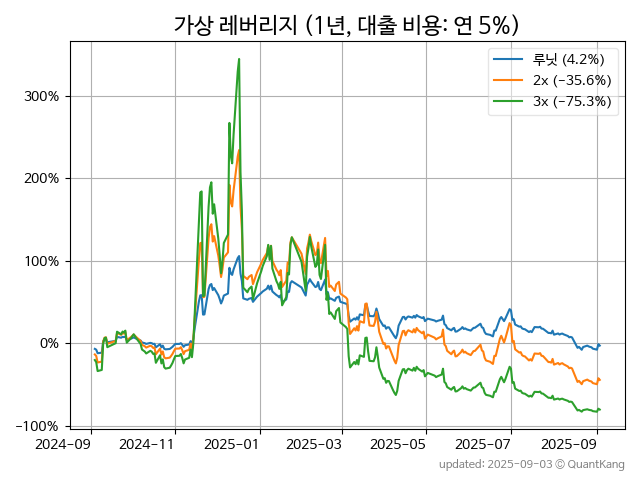 가상 레버리지 (1년, 대출 비용: 연 5%)
루닛 (4.2%)
2x (−35.6%)
3x (−75.3%)
300%
200%
100%
0%
−100%
2024-09 2024-11 2025-01 2025-03 2025-05 2025-07 2025-09
updated: 2025-09-03 © QuantKang